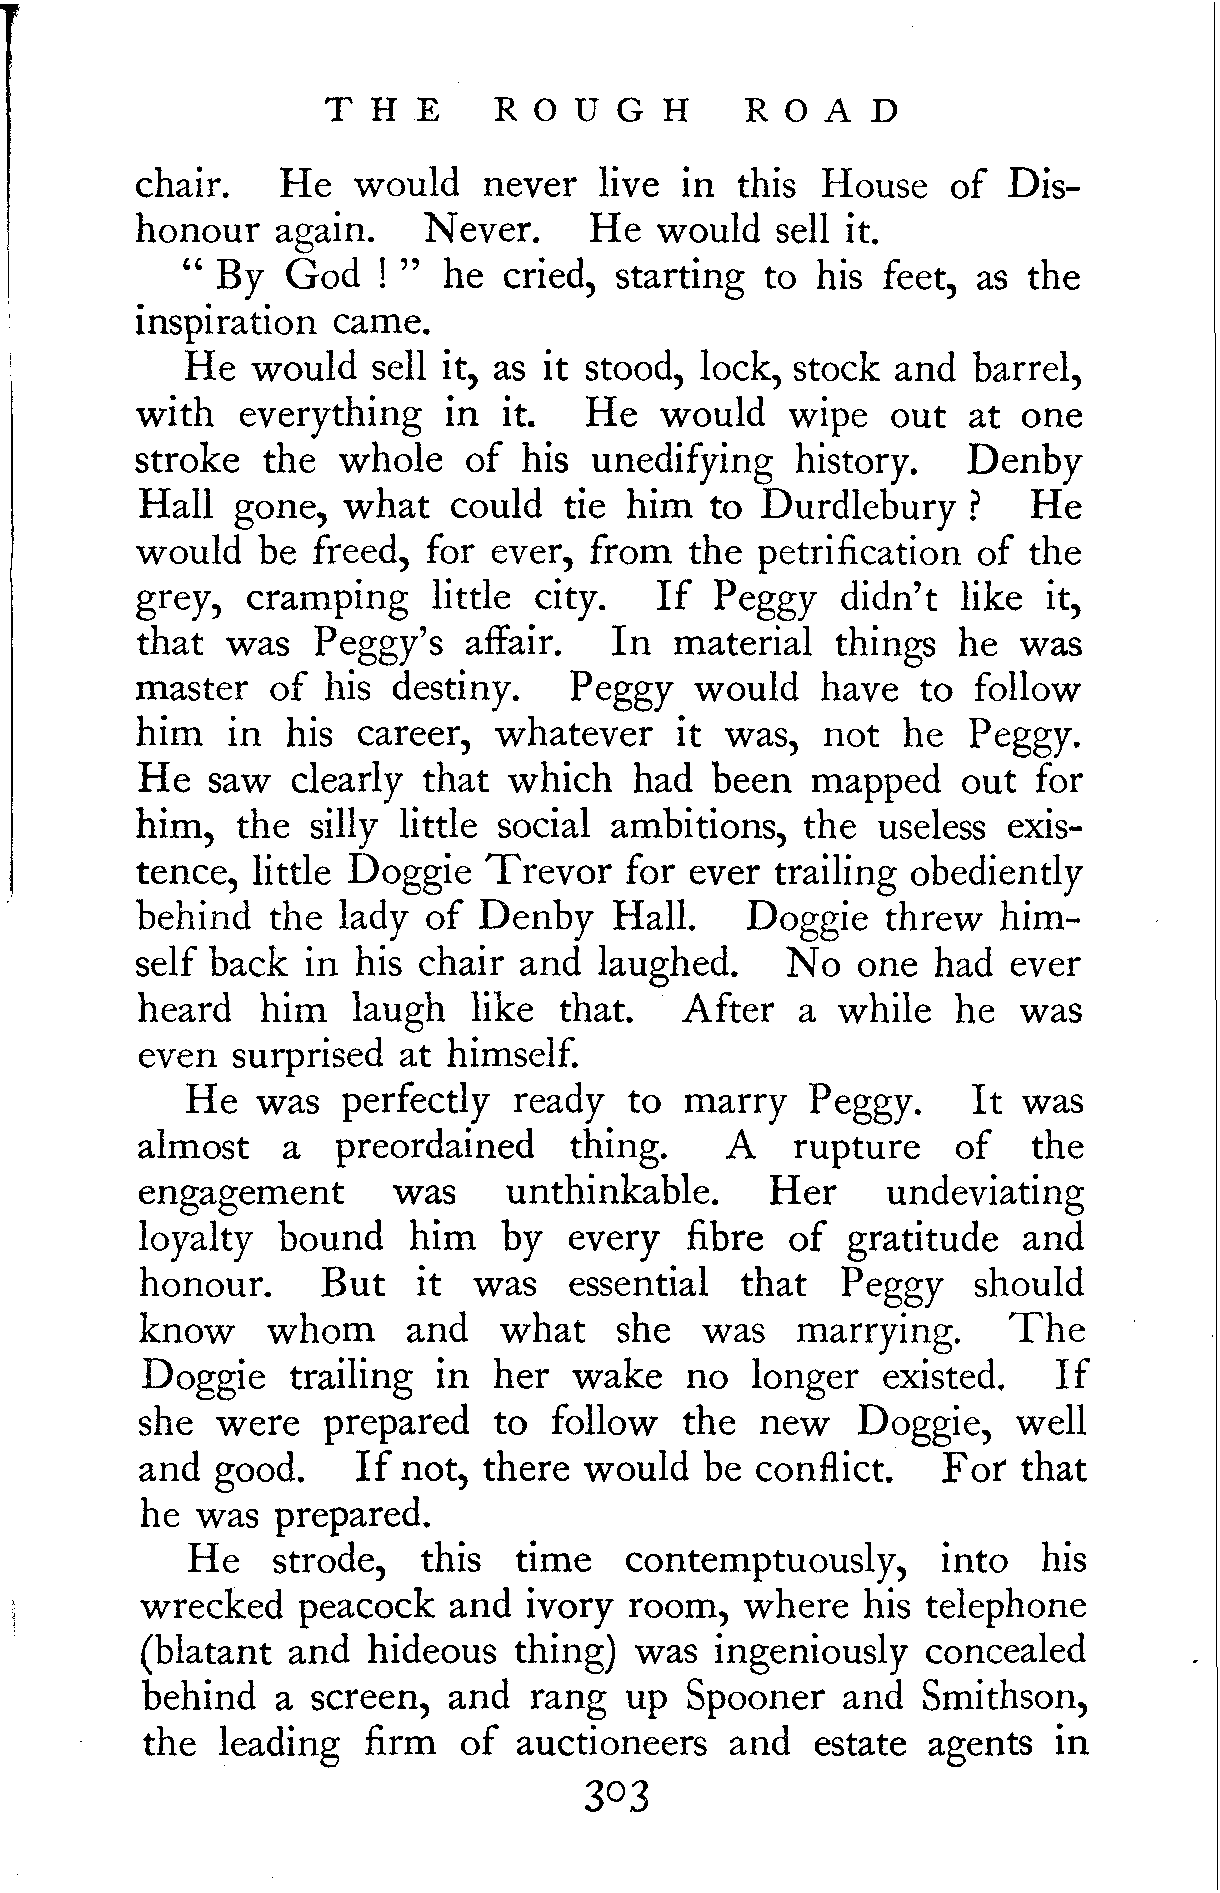 THE ROUGH ROAD
chair. He would never live in this House of Dis-
honour again. Never. He would sell it.
“ By God ! ” he cried, starting to his feet, as the
inspiration came.
He would sell it, as it stood, lock, stock and barrel,
with everything in it. He would wipe out at one
stroke the whole of his unedifying history. Denby
Hall gone, what could tie him to Durdlebury ? He
would be freed, for ever, from the petrification of the
grey, cramping little city. If Peggy didn’t like it,
that was Peggy’s affair. In material things he was
master of his destiny. Peggy would have to follow
him in his career, whatever it was, not he Peggy.
He saw clearly that which had been mapped out for
him, the silly little social ambitions, the useless exis-
tence, little Doggie Trevor for ever trailing obediently
behind the lady of Denby Hall. Doggie threw him-
self back in his chair and laughed. No one had ever
heard him laugh like that. After a while he was
even surprised at himself.
He was perfectly ready to marry Peggy. It was
almost a preordained thing. A rupture of the
engagement was unthinkable. Her undeviating
loyalty bound him by every fibre of gratitude and
honour. But it was essential that Peggy should
know whom and what she was marrying. The
Doggie trailing in her wake no longer existed. If
she were prepared to follow the new Doggie, well
and good. If not, there would be conflict. For that
he was prepared.
He strode, this time contemptuously, into his
wrecked peacock and ivory room, where his telephone
(blatant and hideous thing) was ingeniously concealed
behind a screen, and rang up Spooner and Smithson,
the leading firm of auctioneers and estate agents in
303